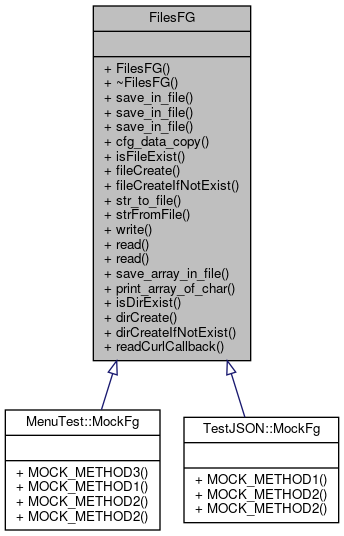 FilesFG
+ FilesFG()
+ ~FilesFG()
+ save_in_file()
+ save_in_file()
+ save_in_file()
+ cfg_data_copy()
+ isFileExist()
+ fileCreate()
+ fileCreateIfNotExist()
+ str_to_file()
+ strFromFile()
+ write()
+ read()
+ read()
+ save_array_in_file()
+ print_array_of_char()
+ isDirExist()
+ dirCreate()
+ dirCreateIfNotExist()
+ readCurlCallback()
MenuTest::MockFg
+ MOCK_METHOD3()
+ MOCK_METHOD1()
+ MOCK_METHOD2()
+ MOCK_METHOD2()
TestJSON::MockFg
+ MOCK_METHOD1()
+ MOCK_METHOD2()
+ MOCK_METHOD2()